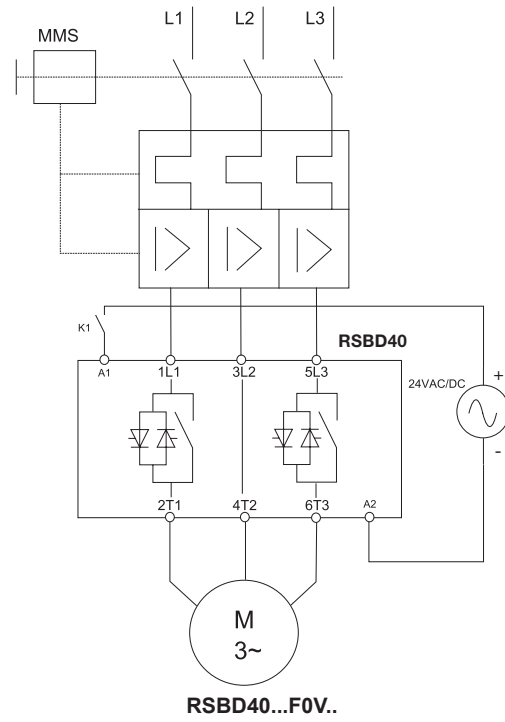 L1 L2 L3
MMS
K1
RSBD40
A1 1L1 3L2 5L3
24VAC/DC
+
-
2T1 4T2 6T3 A2
M
3~
RSBD40...F0V..